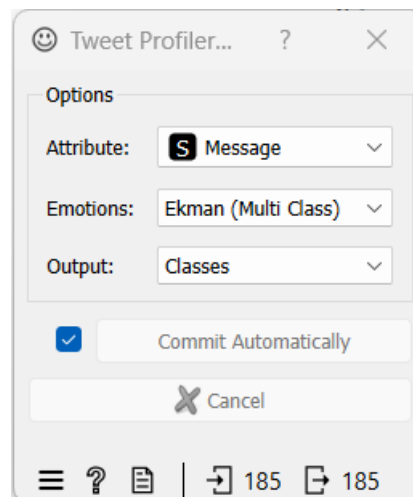 Tweet Profiler... ?
Options
Attribute: S Message
Emotions: Ekman (Multi Class)
Output: Classes
Commit Automatically
Cancel
? 185 185